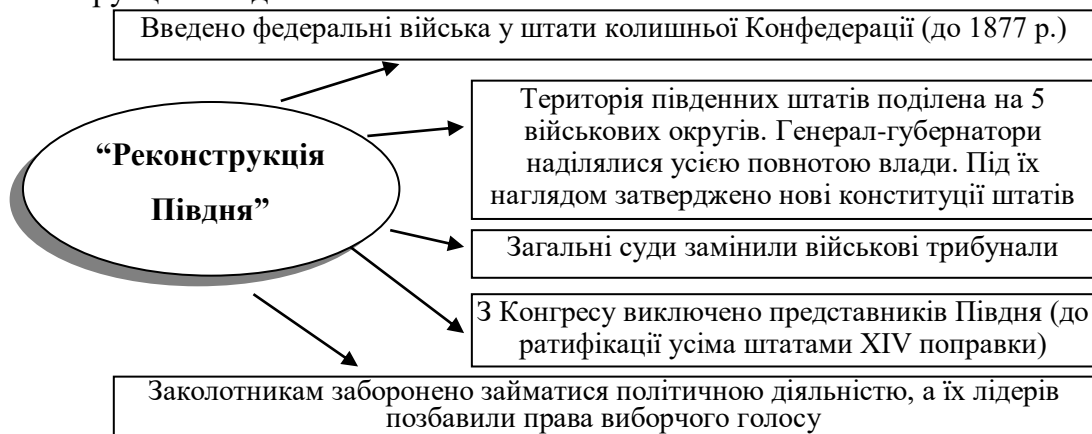 Введено федеральні війська у штати колишньої Конфедерації (до 1877 р.)
“Реконструкція
Півдня”
Територія південних штатів поділена на 5
військових округів. Генерал-губернатори
наділялися усією повнотою влади. Під їх
наглядом затверджено нові конституції штатів
Загальні суди замінили військові трибунали
З Конгресу виключено представників Півдня (до
ратифікації усіма штатами XIV поправки)
Заколотникам заборонено займатися політичною діяльністю, а їх лідерів
позбавили права виборчого голосу